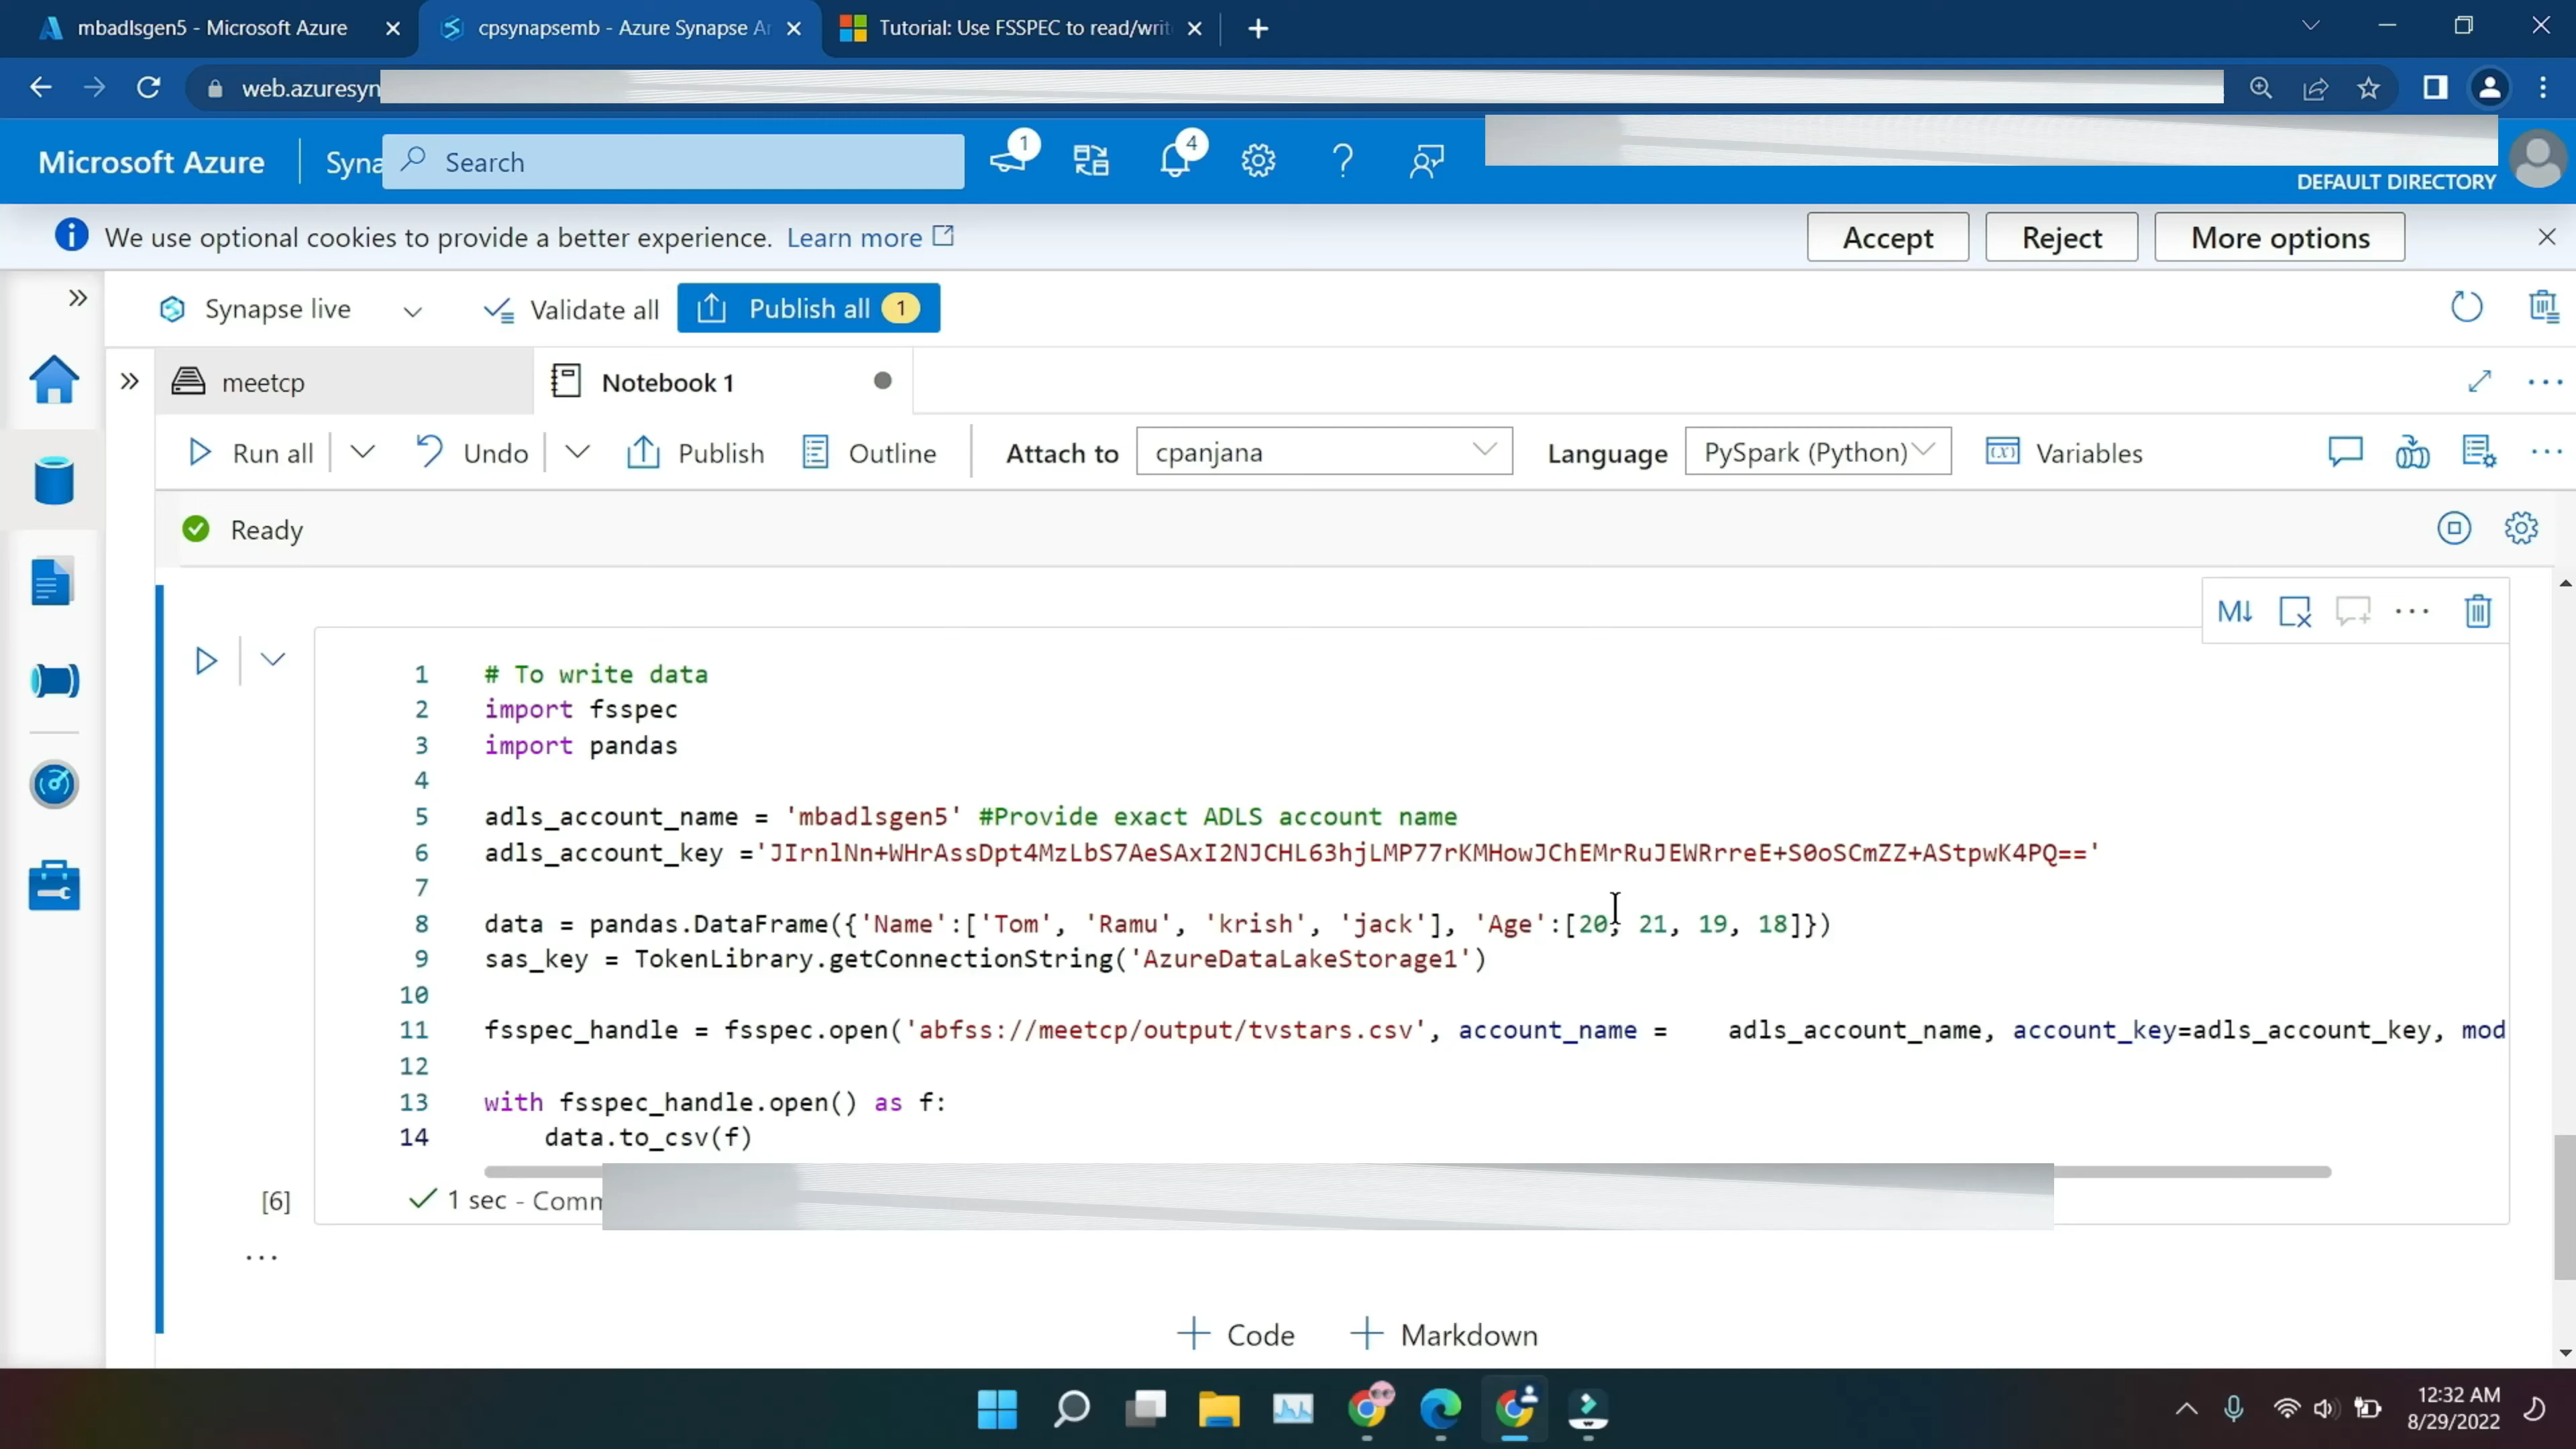 mbadlsgen5 - Microsoft Azure
cpsynapsemb - Azure Synapse Ar
Tutorial: Use FSSPEC to read/writ
web.azuresyn
Microsoft Azure
Syna
Search
1
4
DEFAULT DIRECTORY
We use optional cookies to provide a better experience. Learn more
Accept
Reject
More options
Synapse live
Validate all
Publish all 1
meetcp
Notebook 1
Run all
Undo
Publish
Outline
Attach to
cpanjana
Language
PySpark (Python)
Variables
Ready
M↓
1 # To write data
2 import fsspec
3 import pandas
4
5 adls_account_name = 'mbadlsgen5' #Provide exact ADLS account name
6 adls_account_key ='JIrnlNn+WHrAssDpt4MzLbS7AeSAxI2NJCHL63hjLMP77rKMHowJChEMrRuJEWRrreE+S0oSCmZZ+AStpwK4PQ=='
7
8 data = pandas.DataFrame({'Name':['Tom', 'Ramu', 'krish', 'jack'], 'Age':[20, 21, 19, 18]})
9 sas_key = TokenLibrary.getConnectionString('AzureDataLakeStorage1')
10
11 fsspec_handle = fsspec.open('abfss://meetcp/output/tvstars.csv', account_name =    adls_account_name, account_key=adls_account_key, mod
12
13 with fsspec_handle.open() as f:
14     data.to_csv(f)
[6]
1 sec - Comm
...
+ Code
+ Markdown
12:32 AM
8/29/2022